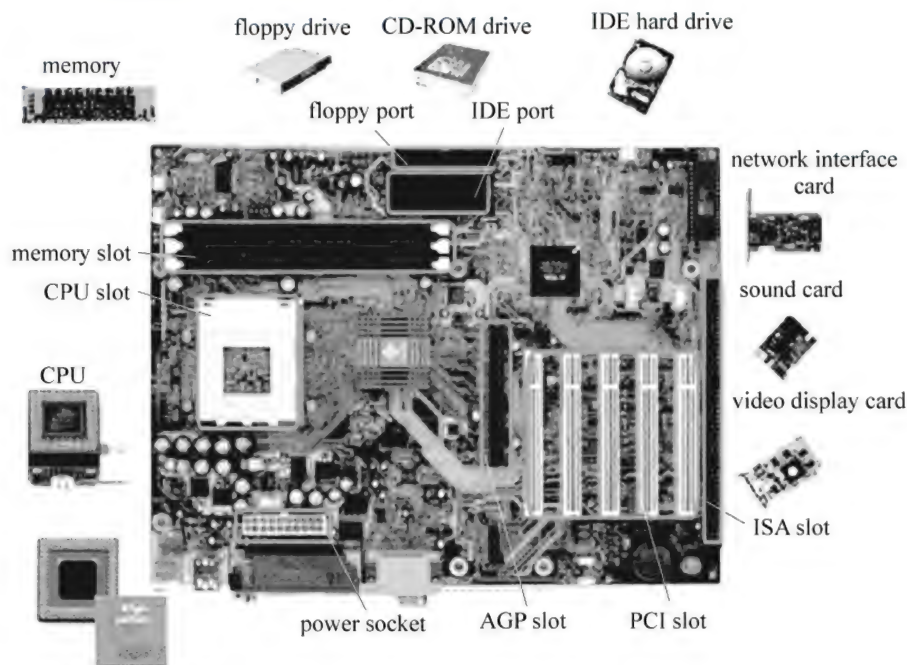 floppy drive
CD-ROM drive
IDE hard drive
memory
floppy port
IDE port
network interface
card
memory slot
CPU slot
sound card
CPU
video display card
ISA slot
power socket
AGP slot
PCI slot